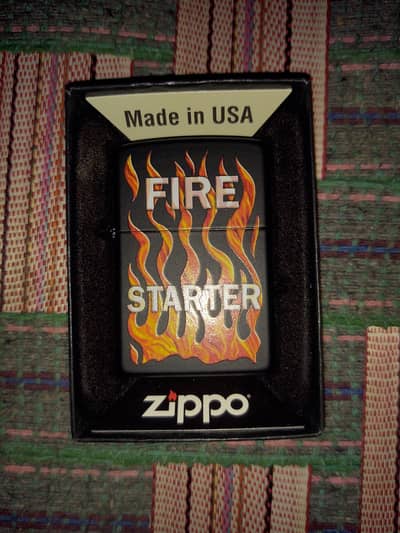 Made in USA
FIRE
STARTER
zippo